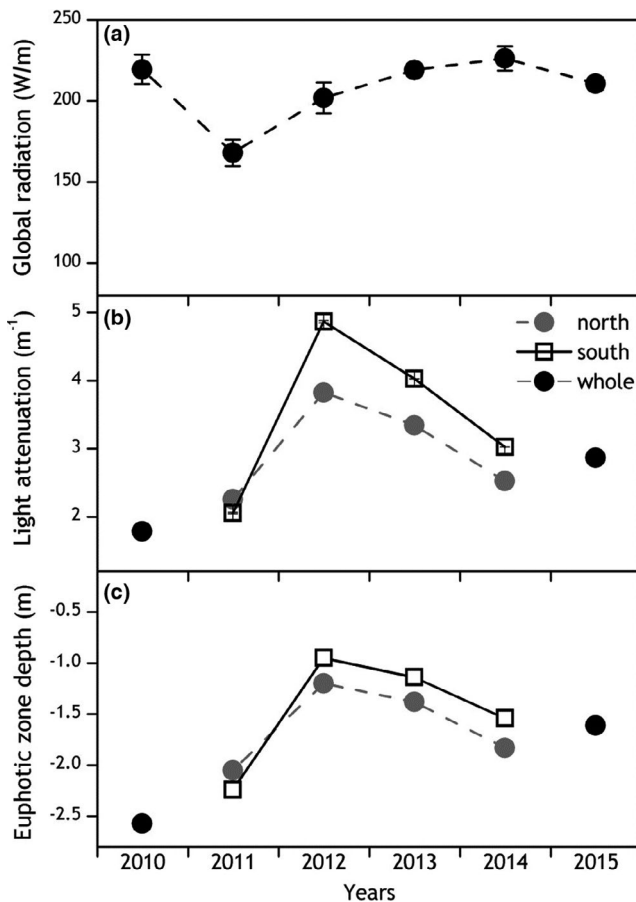 (a)
Global radiation (W/m)
250
200
150
100
(b)
Light attenuation (m-1)
5
4
3
2
north
south
whole
(c)
Euphotic zone depth (m)
-0.5
-1.0
-1.5
-2.0
-2.5
2010 2011 2012 2013 2014 2015
Years